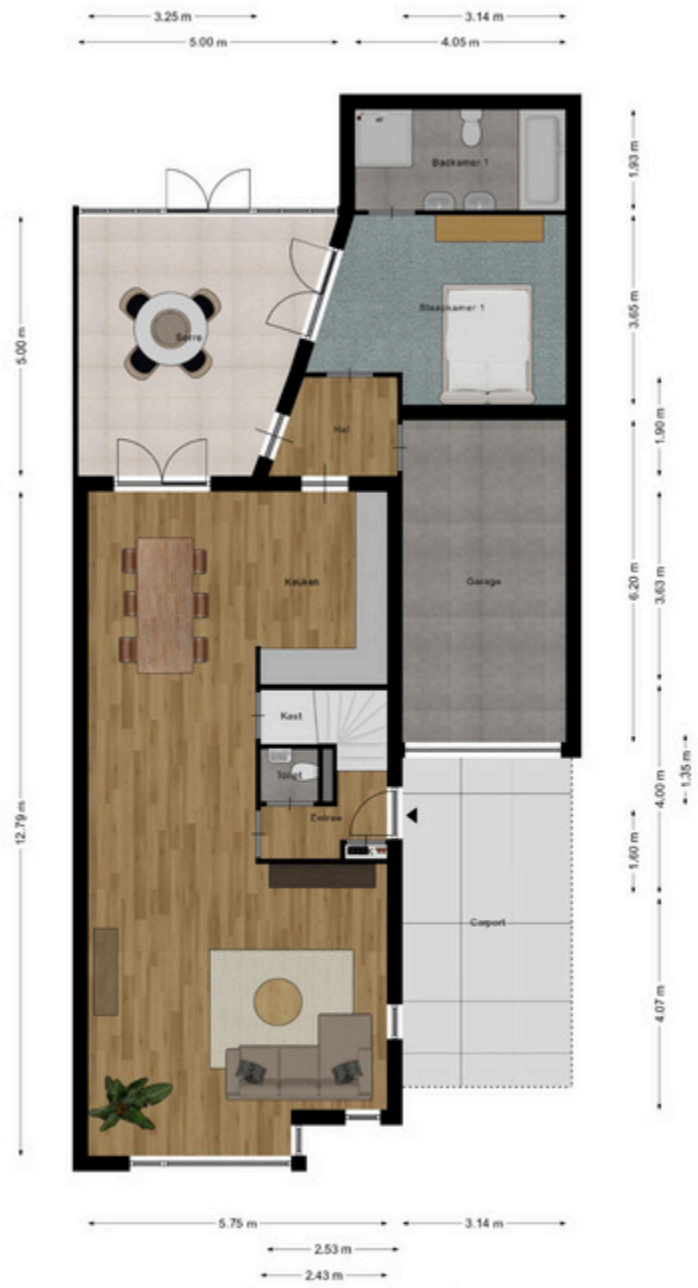 3.25 m
3.14 m
5.00 m
4.05 m
Badkamer 1
1.93 m
Slaapkamer 1
3.65 m
Serre
5.00 m
Hal
1.90 m
Keuken
Garage
6.20 m
3.63 m
Kast
Toilet
Entree
1.35 m
4.00 m
12.79 m
1.60 m
Carport
4.07 m
5.75 m
3.14 m
2.53 m
2.43 m